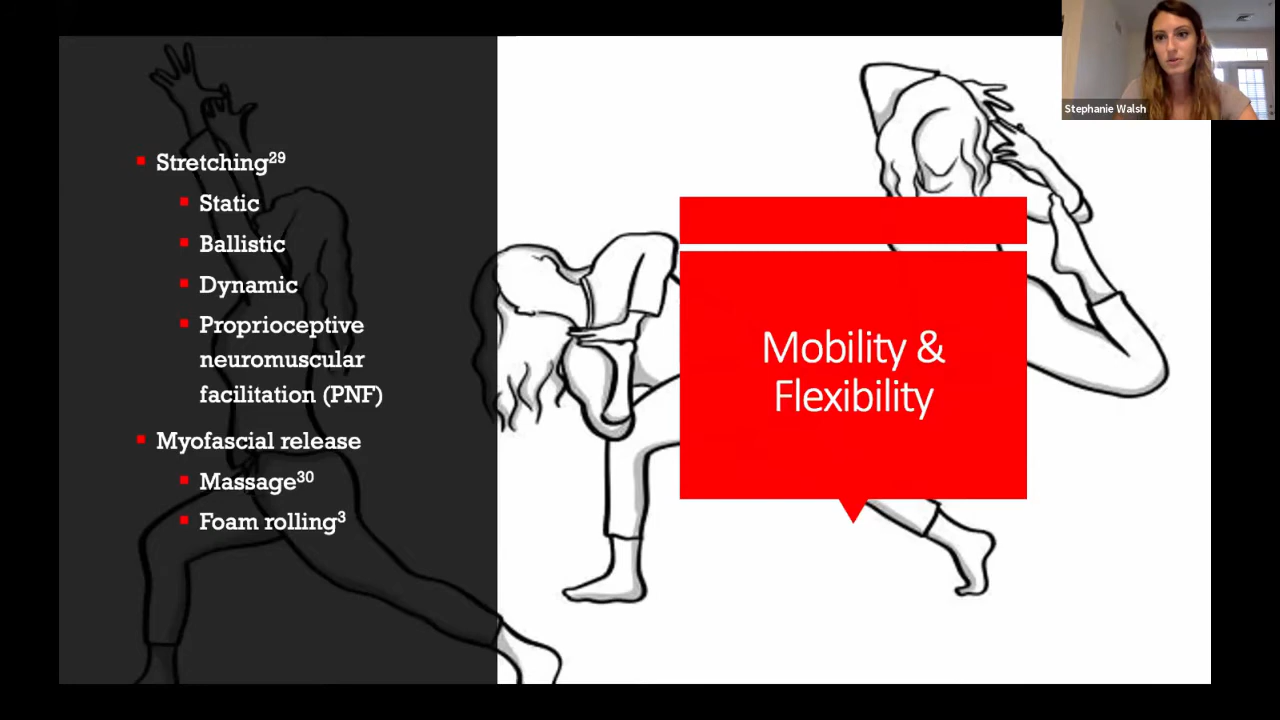 Stretching29
Static
Ballistic
Dynamic
Proprioceptive
neuromuscular
facilitation (PNF)
Myofascial release
Massage30
Foam rolling3
Mobility &
Flexibility
Stephanie Walsh